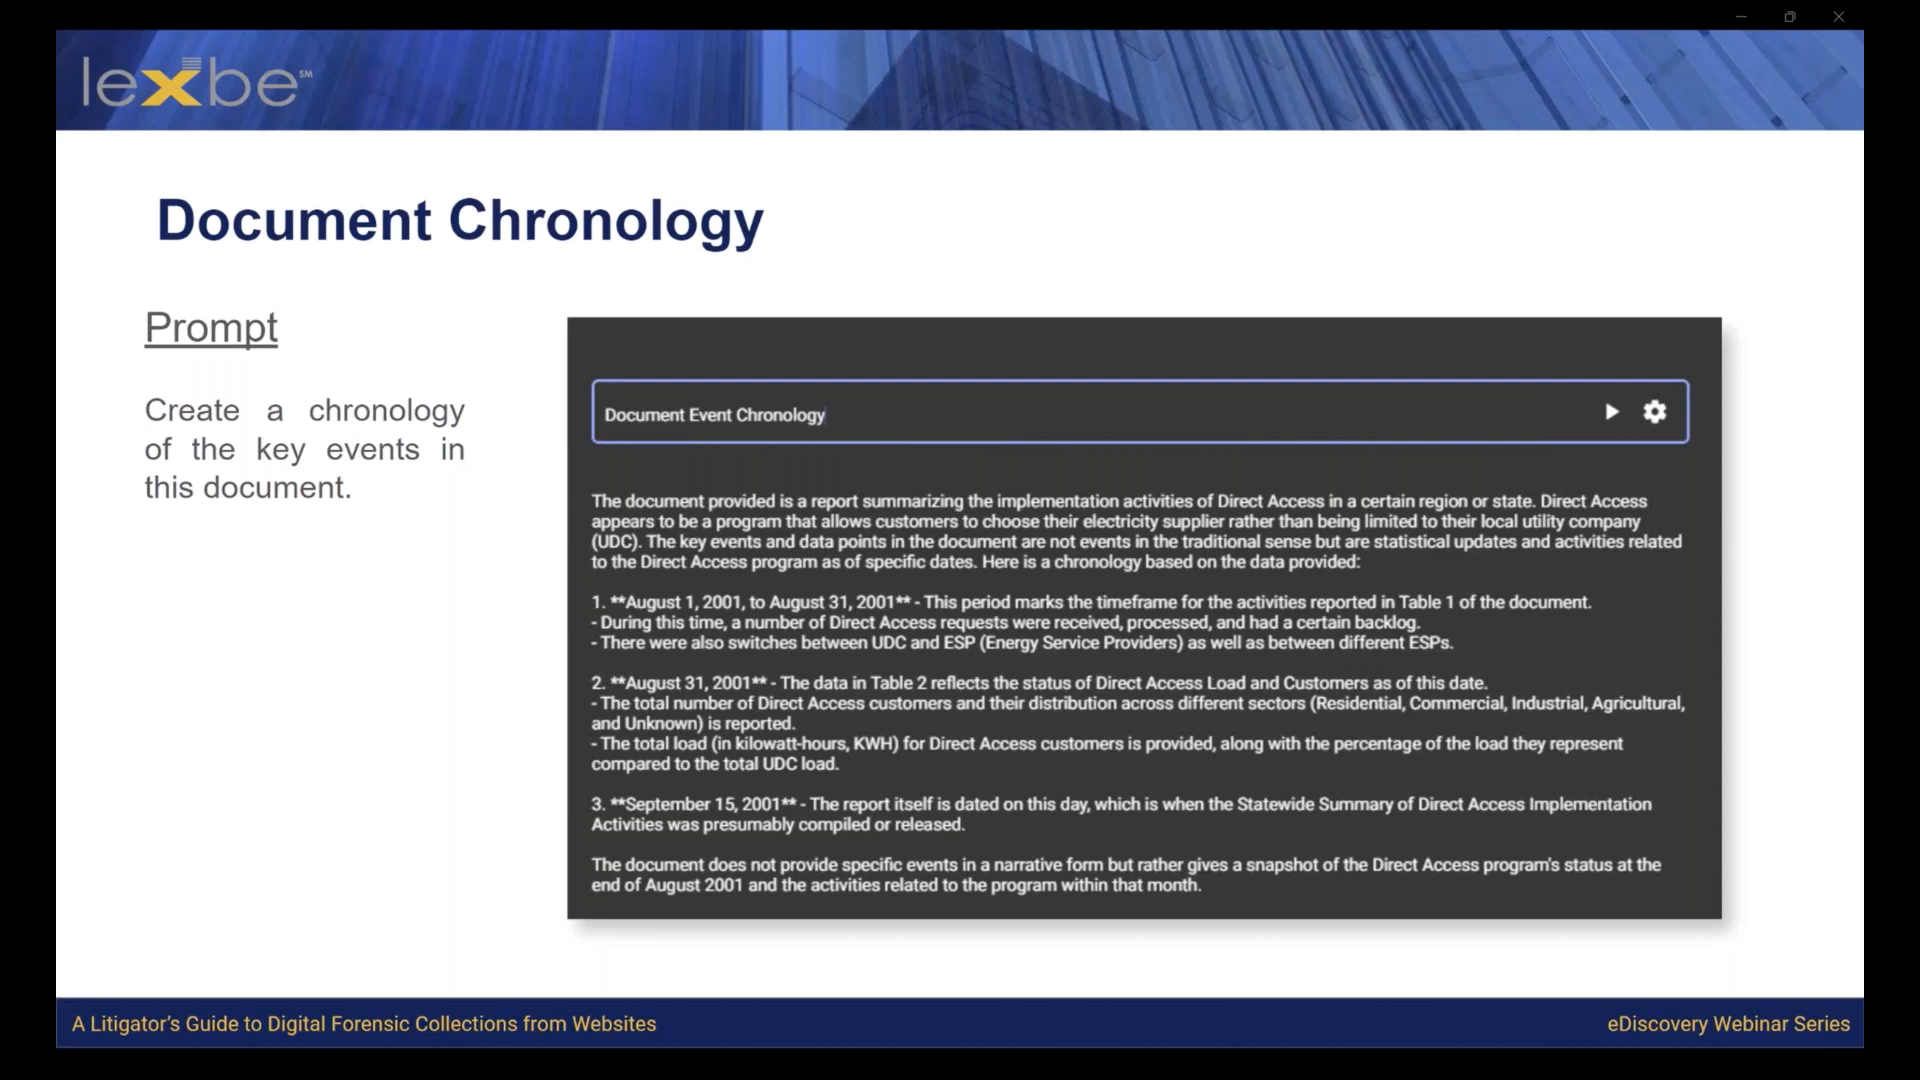 lexbe SM
Document Chronology
Prompt
Create a chronology
of the key events in
this document.
Document Event Chronology
The document provided is a report summarizing the implementation activities of Direct Access in a certain region or state. Direct Access
appears to be a program that allows customers to choose their electricity supplier rather than being limited to their local utility company
(UDC). The key events and data points in the document are not events in the traditional sense but are statistical updates and activities related
to the Direct Access program as of specific dates. Here is a chronology based on the data provided:
1. **August 1, 2001, to August 31, 2001** - This period marks the timeframe for the activities reported in Table 1 of the document.
- During this time, a number of Direct Access requests were received, processed, and had a certain backlog.
- There were also switches between UDC and ESP (Energy Service Providers) as well as between different ESPs.
2. **August 31, 2001** - The data in Table 2 reflects the status of Direct Access Load and Customers as of this date.
- The total number of Direct Access customers and their distribution across different sectors (Residential, Commercial, Industrial, Agricultural,
and Unknown) is reported.
- The total load (in kilowatt-hours, KWH) for Direct Access customers is provided, along with the percentage of the load they represent
compared to the total UDC load.
3. **September 15, 2001** - The report itself is dated on this day, which is when the Statewide Summary of Direct Access Implementation
Activities was presumably compiled or released.
The document does not provide specific events in a narrative form but rather gives a snapshot of the Direct Access program's status at the
end of August 2001 and the activities related to the program within that month.
A Litigator's Guide to Digital Forensic Collections from Websites
eDiscovery Webinar Series